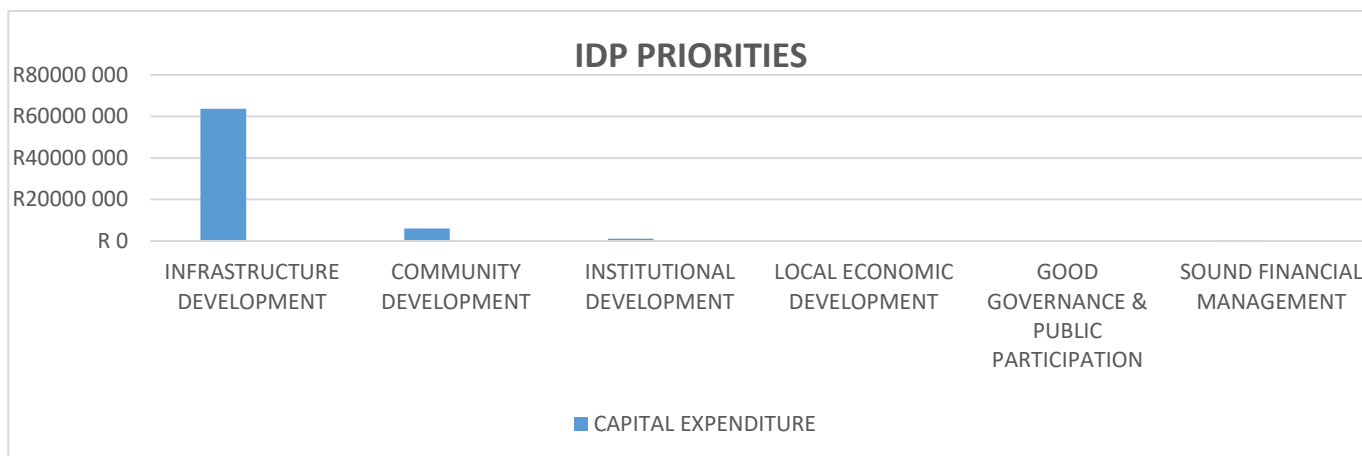 IDP PRIORITIES
R80000 000
R60000 000
R40000 000
R20000 000
R 0
INFRASTRUCTURE
DEVELOPMENT
COMMUNITY
DEVELOPMENT
INSTITUTIONAL
DEVELOPMENT
LOCAL ECONOMIC
DEVELOPMENT
GOOD
GOVERNANCE &
PUBLIC
PARTICIPATION
SOUND FINANCIAL
MANAGEMENT
CAPITAL EXPENDITURE